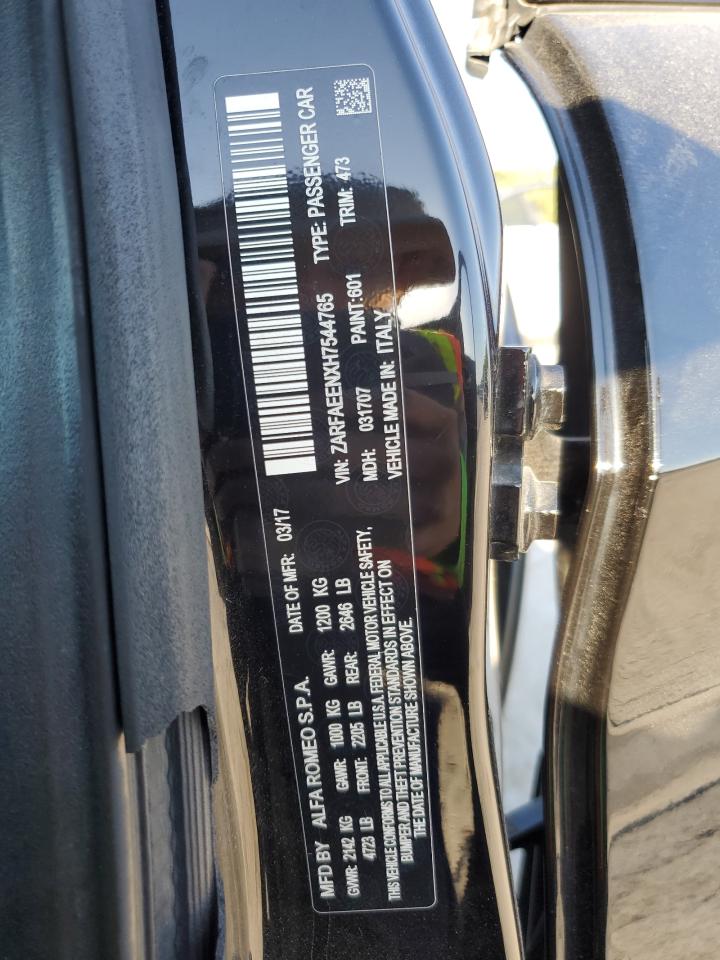 MFD BY ALFA ROMEO S.P.A. DATE OF MFR: 03/17
GVWR: 2142 KG GAWR: 1000 KG GAWR: 1200 KG
4723 LB FRONT: 2205 LB REAR: 2646 LB
THIS VEHICLE CONFORMS TO ALL APPLICABLE U.S.A. FEDERAL MOTOR VEHICLE SAFETY,
BUMPER AND THEFT PREVENTION STANDARDS IN EFFECT ON
THE DATE OF MANUFACTURE SHOWN ABOVE.
VIN: ZARFAEENXH7544765 TYPE: PASSENGER CAR
MDH: 031707 PAINT:601 TRIM: 473
VEHICLE MADE IN: ITALY